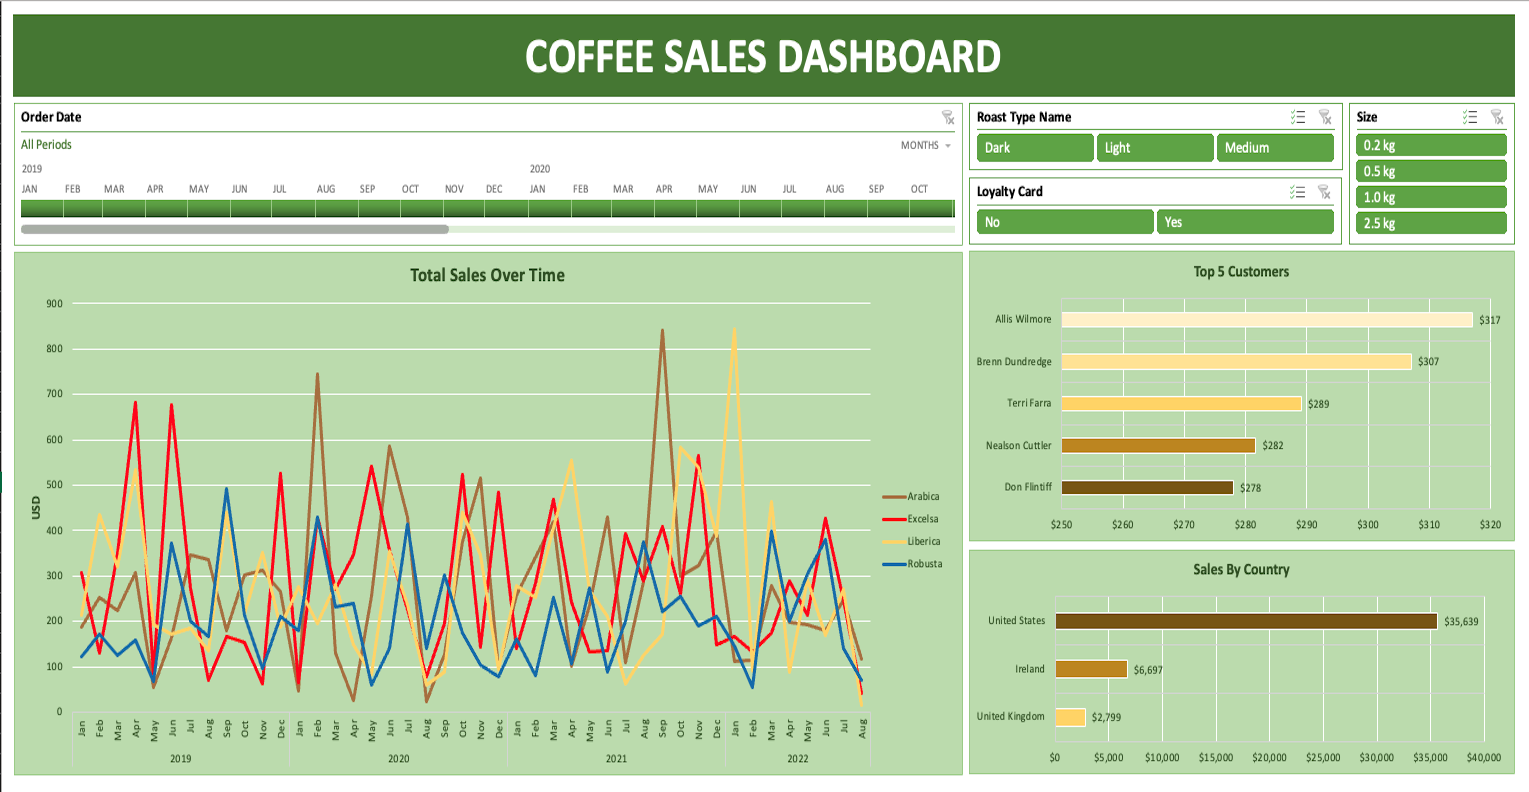 COFFEE SALES DASHBOARD
Order Date
All Periods
MONTHS
2019 2020
JAN FEB MAR APR MAY JUN JUL AUG SEP OCT NOV DEC JAN FEB MAR APR MAY JUN JUL AUG SEP OCT
Roast Type Name
Dark Light Medium
Loyalty Card
No Yes
Size
0.2 kg
0.5 kg
1.0 kg
2.5 kg
Total Sales Over Time
900
800
700
600
500
400
300
200
100
0
USD
Jan Feb Mar Apr May Jun Jul Aug Sep Oct Nov Dec Jan Feb Mar Apr May Jun Jul Aug Sep Oct Nov Dec Jan Feb Mar Apr May Jun Jul Aug Sep Oct Nov Dec Jan Feb Mar Apr May Jun Jul Aug
2019 2020 2021 2022
Arabica
Excelsa
Liberica
Robusta
Top 5 Customers
Allis Wilmore $317
Brenn Dundredge $307
Terri Farra $289
Nealson Cuttler $282
Don Flintiff $278
$250 $260 $270 $280 $290 $300 $310 $320
Sales By Country
United States $35,639
Ireland $6,697
United Kingdom $2,799
$0 $5,000 $10,000 $15,000 $20,000 $25,000 $30,000 $35,000 $40,000